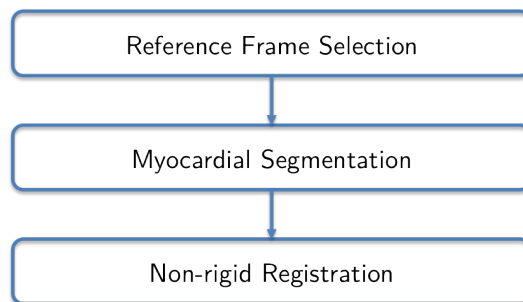 Reference Frame Selection
Myocardial Segmentation
Non-rigid Registration